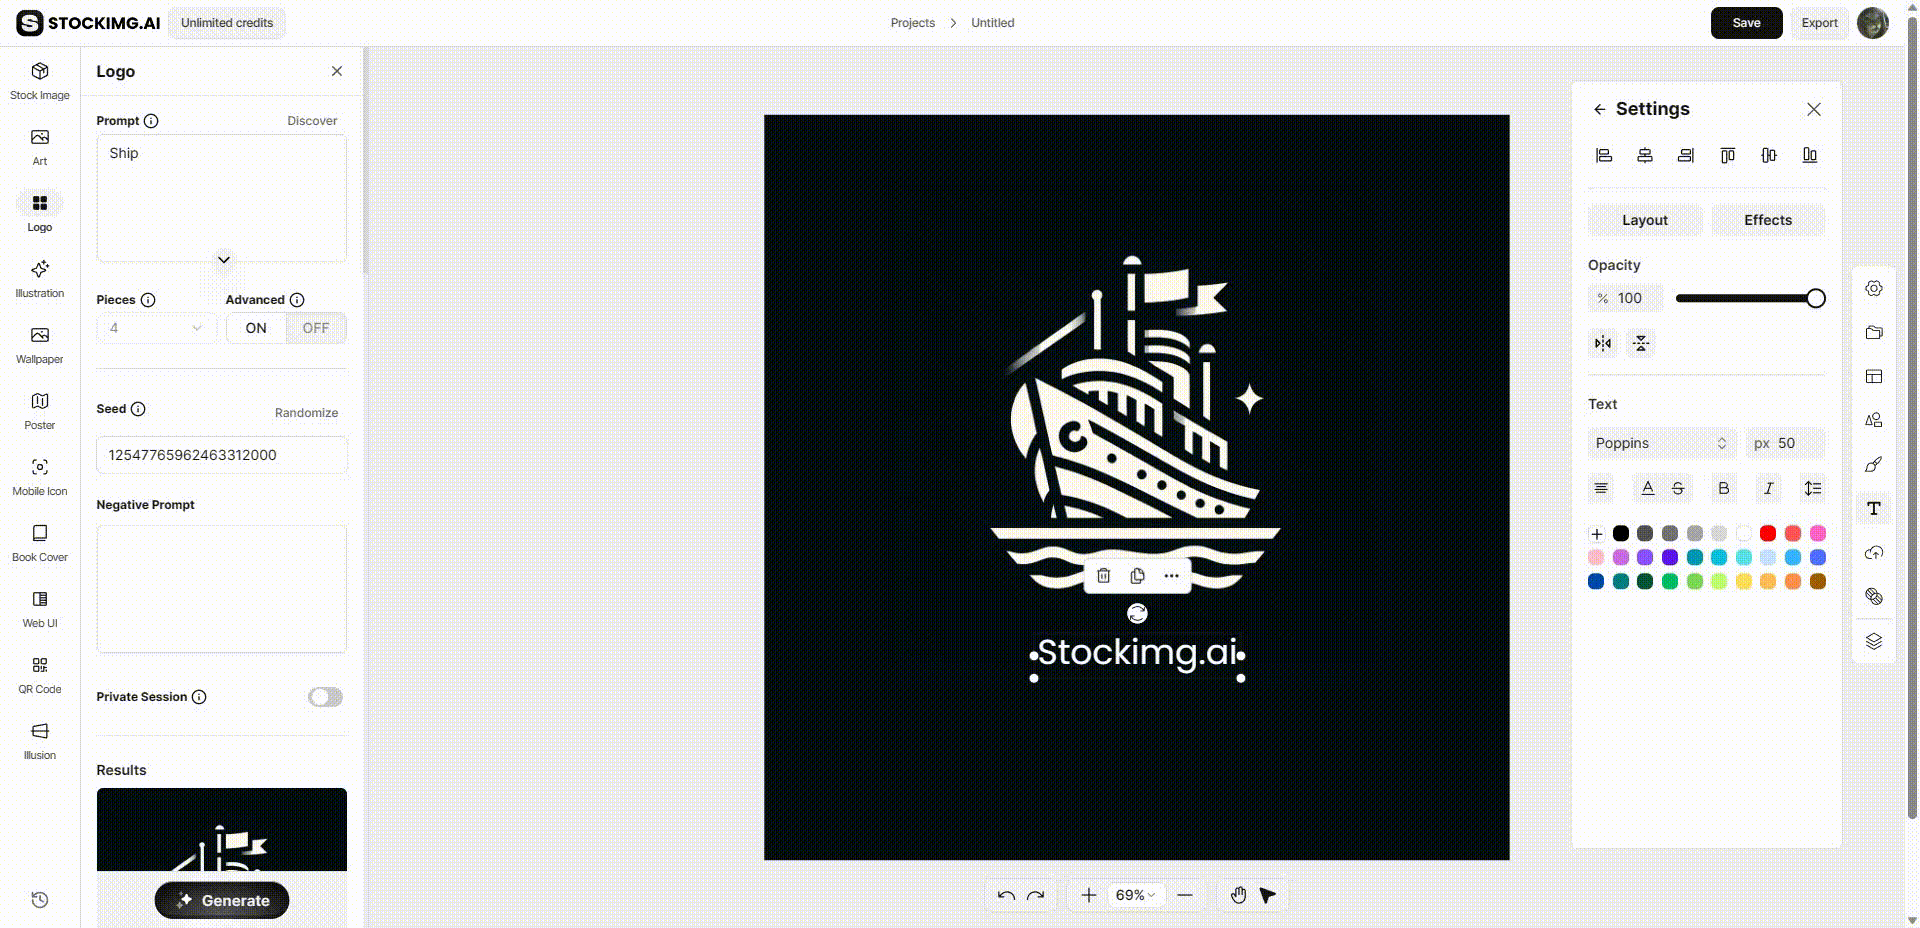 STOCKIMG.AI
Unlimited credits
Projects > Untitled
Save
Export
Stock Image
Art
Logo
Illustration
Wallpaper
Poster
Mobile Icon
Book Cover
Web UI
QR Code
Illusion
Logo
Prompt
Discover
Ship
Pieces
Advanced
4
ON
OFF
Seed
Randomize
12547765962463312000
Negative Prompt
Private Session
Results
Generate
Stockimg.ai
69%
Settings
Layout
Effects
Opacity
% 100
Text
Poppins
px 50
A
S
B
I
T